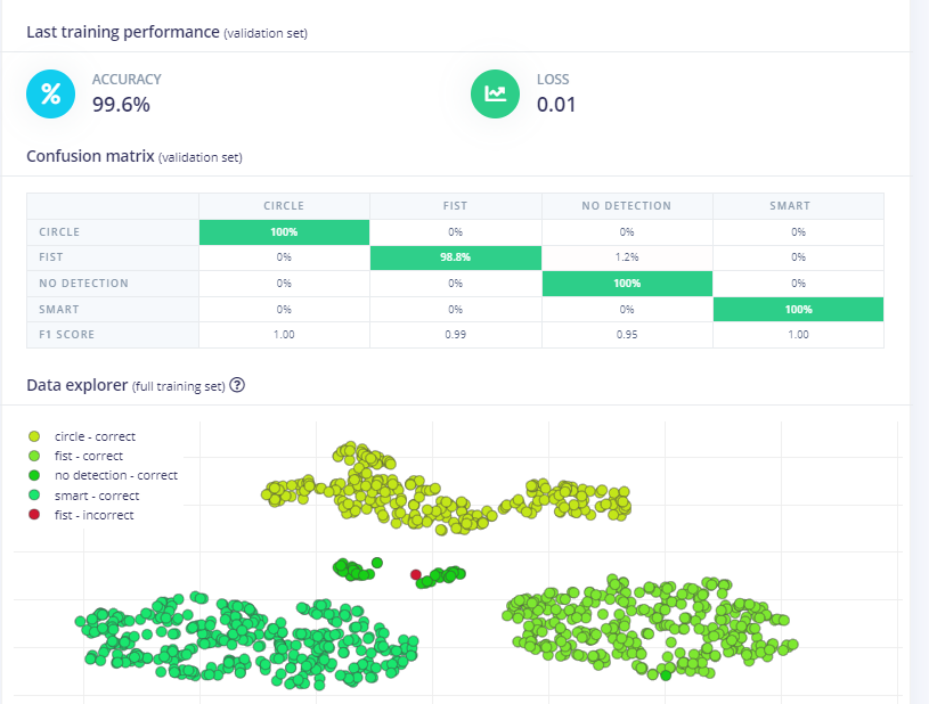 Last training performance (validation set)
% ACCURACY
99.6%
LOSS
0.01
Confusion matrix (validation set)
CIRCLE FIST NO DETECTION SMART
CIRCLE 100% 0% 0% 0%
FIST 0% 98.8% 1.2% 0%
NO DETECTION 0% 0% 100% 0%
SMART 0% 0% 0% 100%
F1 SCORE 1.00 0.99 0.95 1.00
Data explorer (full training set) ?
circle - correct
fist - correct
no detection - correct
smart - correct
fist - incorrect